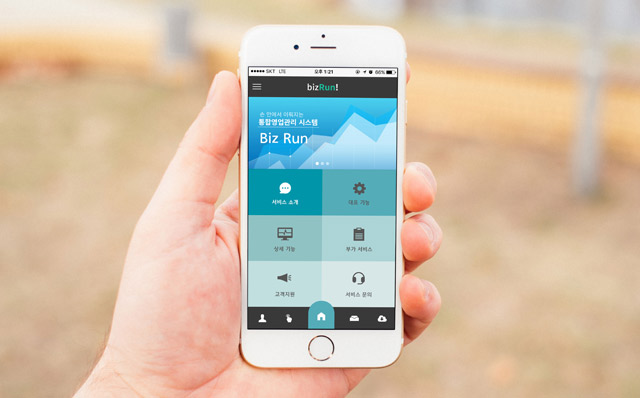 SKT LTE 오후 1:21 66%
bizRun!
손 안에서 이뤄지는
통합영업관리 시스템
Biz Run
서비스 소개 대표 기능
상세 기능 부가 서비스
고객지원 서비스 문의